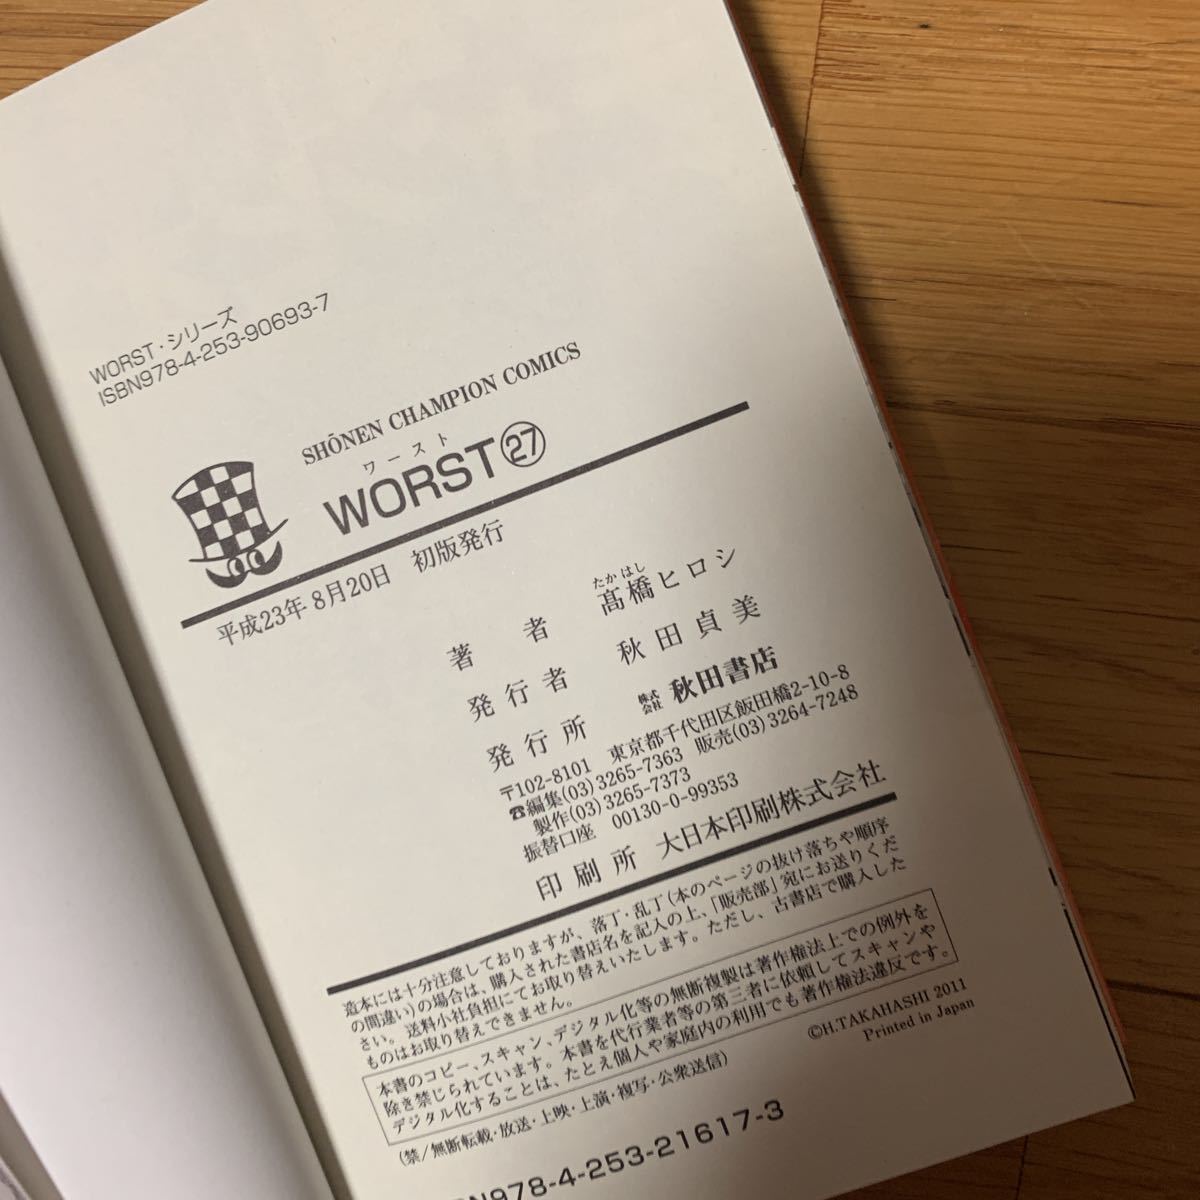 WORST・シリーズ
ISBN978-4-253-90693-7
SHŌNEN CHAMPION COMICS
ワースト
WORST㉗
平成23年 8月20日 初版発行
たかはし
著者 髙橋ヒロシ
発行者 秋田貞美
発行所 株式会社 秋田書店
〒102-8101 東京都千代田区飯田橋2-10-8
☎編集(03)3265-7363 販売(03)3264-7248
製作(03)3265-7373
振替口座 00130-0-99353
印刷所 大日本印刷株式会社
造本には十分注意しておりますが、落丁・乱丁(本のページの抜け落ちや順序
の間違い)の場合は、購入された書店名を記入の上、「販売部」宛にお送りくだ
さい。送料小社負担にてお取り替えいたします。ただし、古書店で購入した
ものはお取り替えできません。
本書のコピー、スキャン、デジタル化等の無断複製は著作権法上での例外を
除き禁じられています。本書を代行業者等の第三者に依頼してスキャンや
デジタル化することは、たとえ個人や家庭内の利用でも著作権法違反です。
(禁/無断転載・放送・上映・上演・複写・公衆送信)
©H.TAKAHASHI 2011
Printed in Japan
ISBN978-4-253-21617-3